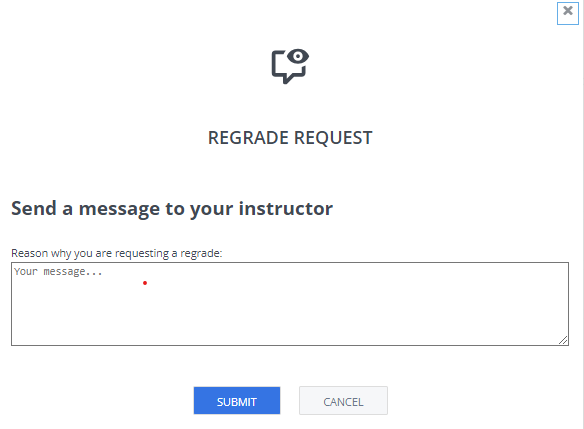 REGRADE REQUEST
Send a message to your instructor
Reason why you are requesting a regrade:
Your message...
SUBMIT CANCEL